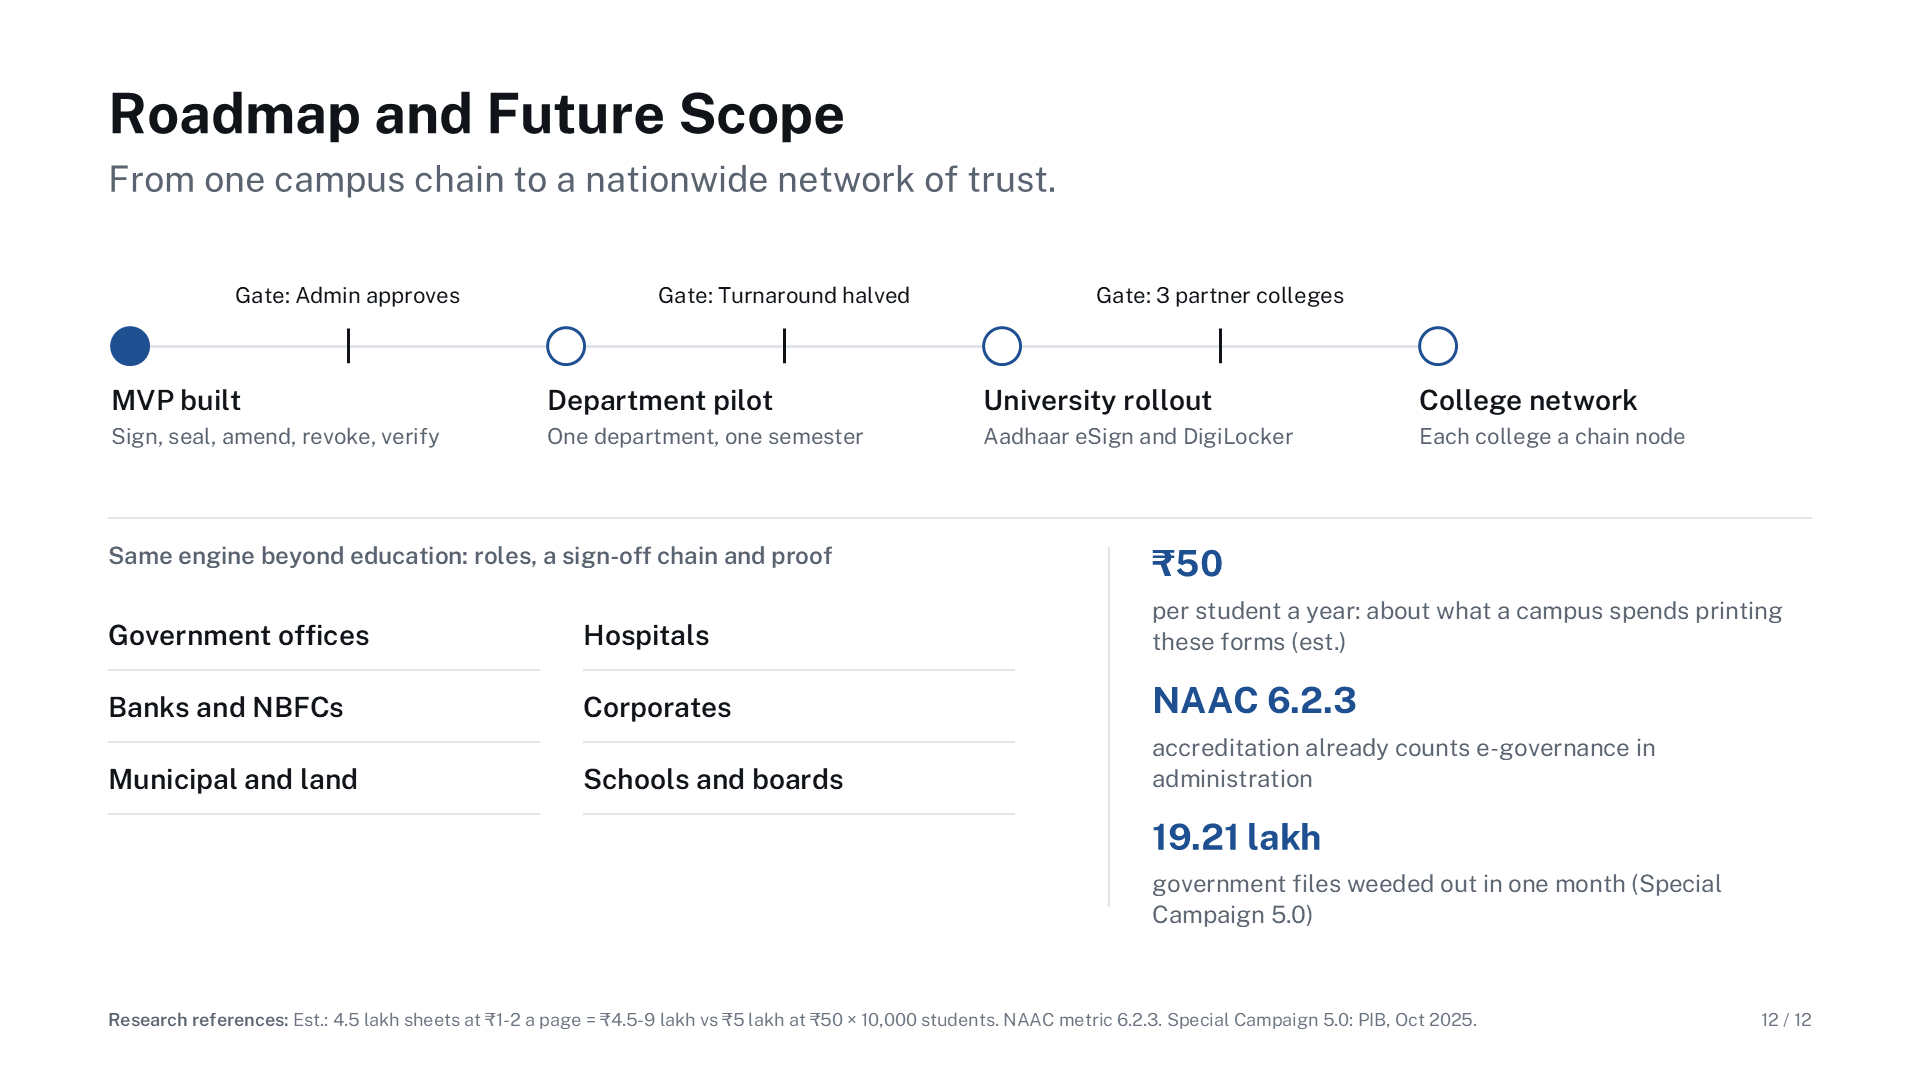 Roadmap and Future Scope
From one campus chain to a nationwide network of trust.
Gate: Admin approves
Gate: Turnaround halved
Gate: 3 partner colleges
MVP built
Sign, seal, amend, revoke, verify
Department pilot
One department, one semester
University rollout
Aadhaar eSign and DigiLocker
College network
Each college a chain node
Same engine beyond education: roles, a sign-off chain and proof
Government offices
Hospitals
Banks and NBFCs
Corporates
Municipal and land
Schools and boards
₹50
per student a year: about what a campus spends printing
these forms (est.)
NAAC 6.2.3
accreditation already counts e-governance in
administration
19.21 lakh
government files weeded out in one month (Special
Campaign 5.0)
Research references: Est.: 4.5 lakh sheets at ₹1-2 a page = ₹4.5-9 lakh vs ₹5 lakh at ₹50 × 10,000 students. NAAC metric 6.2.3. Special Campaign 5.0: PIB, Oct 2025.
12 / 12